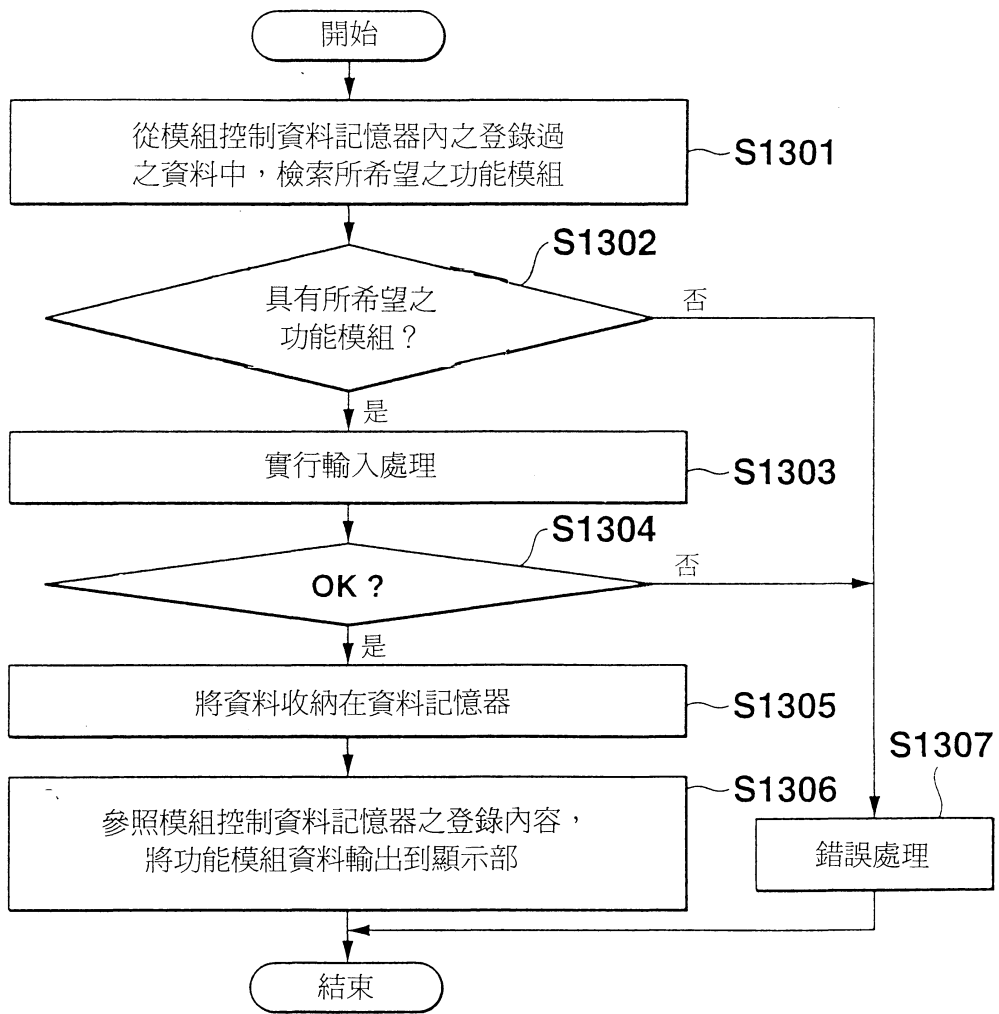 開始
從模組控制資料記憶器內之登錄過
之資料中，檢索所希望之功能模組
S1301
S1302
具有所希望之
功能模組？
否
是
實行輸入處理
S1303
S1304
OK？
否
是
將資料收納在資料記憶器
S1305
S1306
參照模組控制資料記憶器之登錄內容，
將功能模組資料輸出到顯示部
S1307
錯誤處理
結束